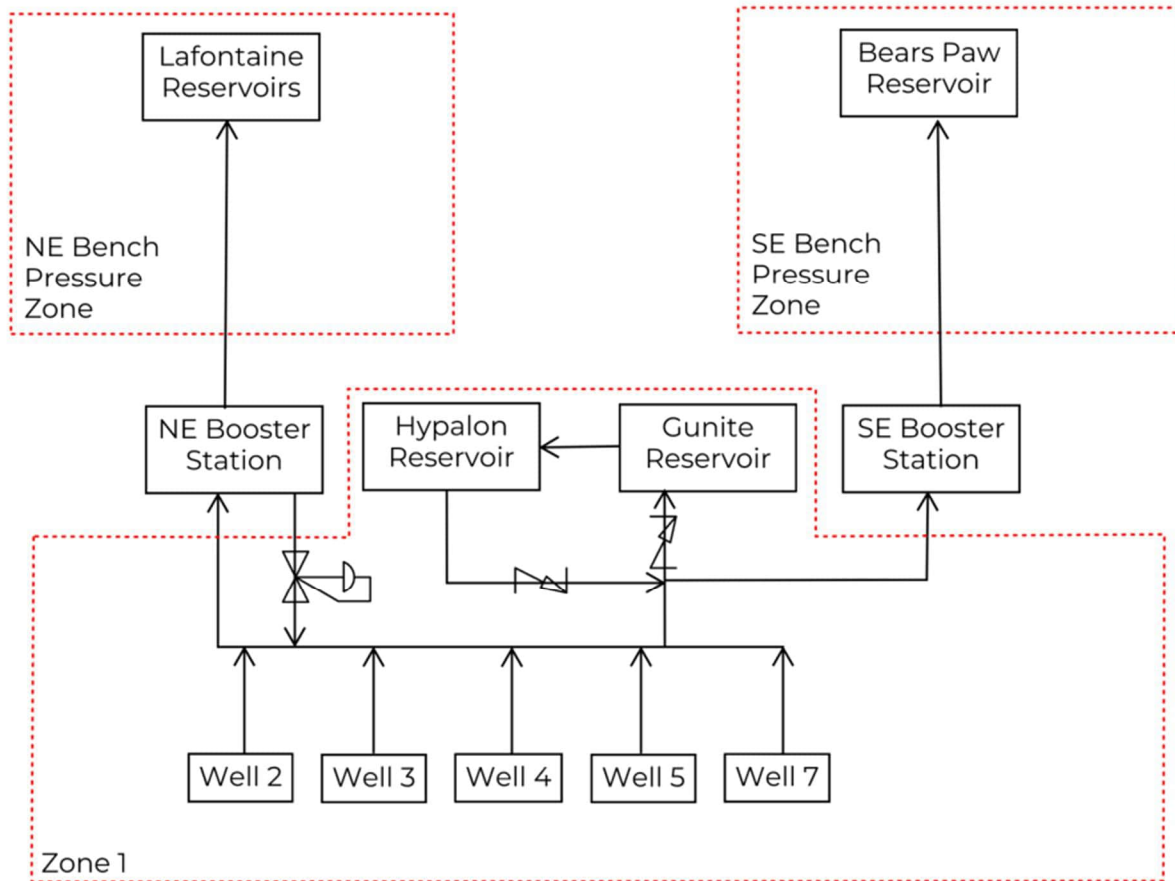 Lafontaine
Reservoirs
Bears Paw
Reservoir
NE Bench
Pressure
Zone
SE Bench
Pressure
Zone
NE Booster
Station
Hypalon
Reservoir
Gunite
Reservoir
SE Booster
Station
Well 2
Well 3
Well 4
Well 5
Well 7
Zone 1